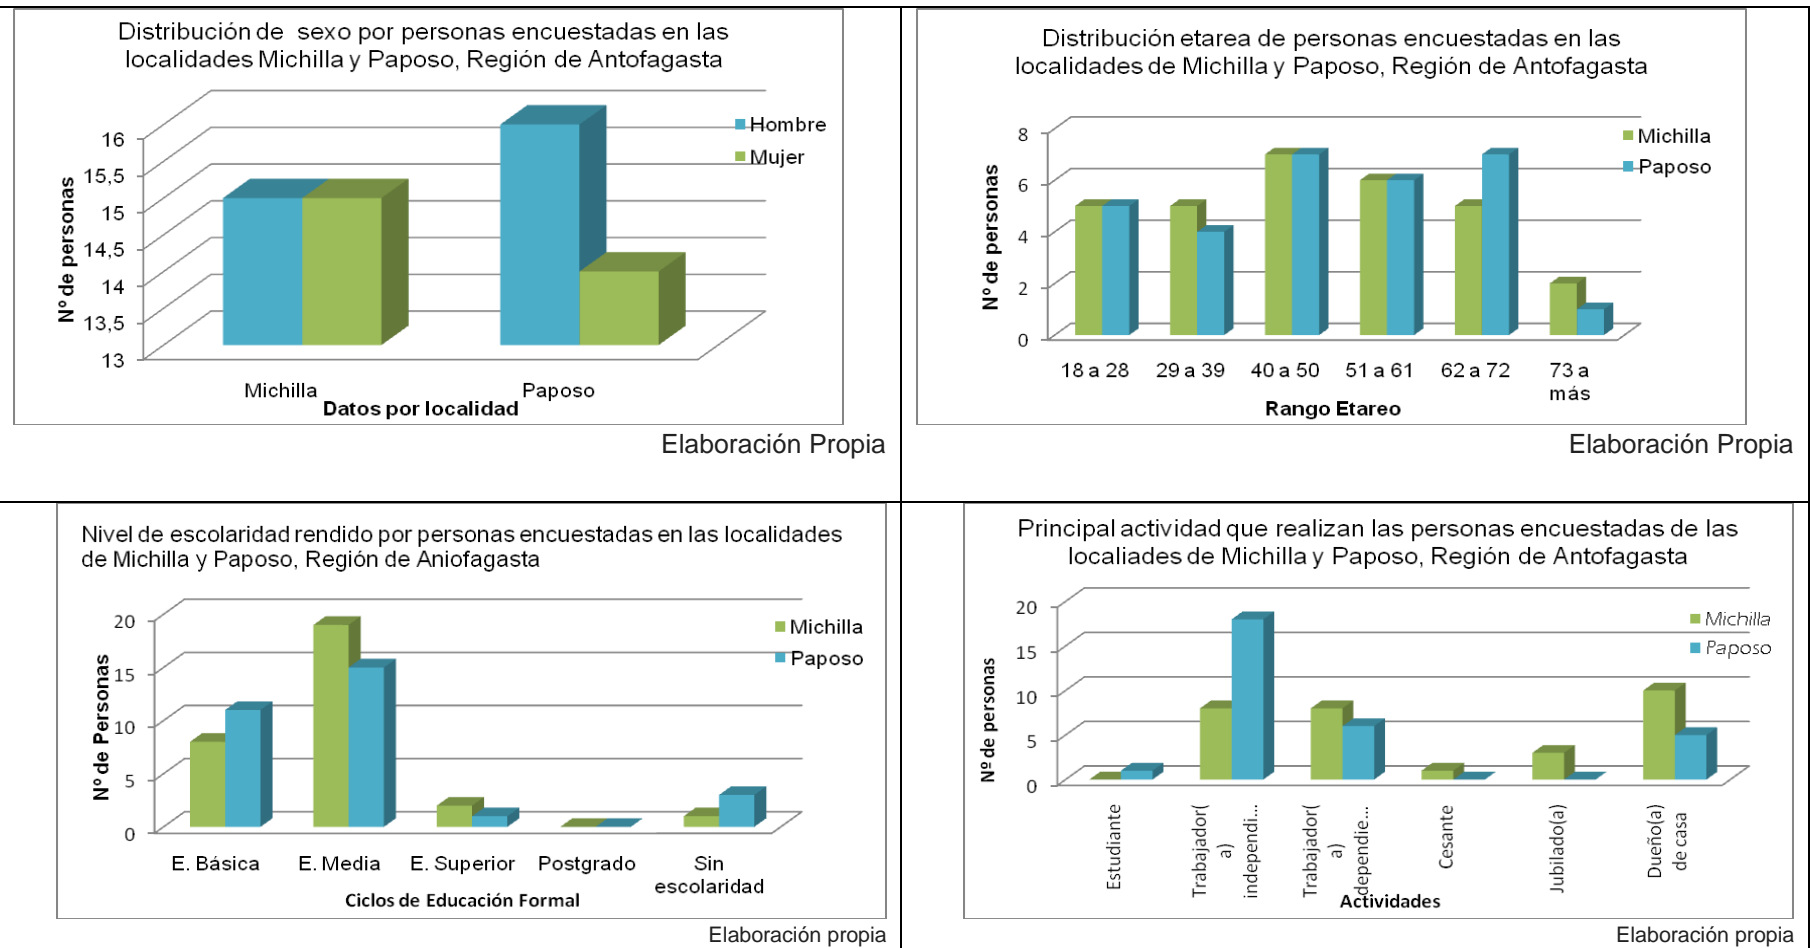 Distribución de sexo por personas encuestadas en las
localidades Michilla y Paposo, Región de Antofagasta
Nº de personas
16
15,5
15
14,5
14
13,5
13
Hombre
Mujer
Michilla
Paposo
Datos por localidad
Elaboración Propia
Distribución etarea de personas encuestadas en las
localidades de Michilla y Paposo, Región de Antofagasta
Nº de personas
8
6
4
2
0
Michilla
Paposo
18 a 28
29 a 39
40 a 50
51 a 61
62 a 72
73 a
más
Rango Etareo
Elaboración Propia
Nivel de escolaridad rendido por personas encuestadas en las localidades
de Michilla y Paposo, Región de Aniofagasta
Nº de Personas
20
15
10
5
0
Michilla
Paposo
E. Básica
E. Media
E. Superior
Postgrado
Sin
escolaridad
Ciclos de Educación Formal
Elaboración propia
Principal actividad que realizan las personas encuestadas de las
localiades de Michilla y Paposo, Región de Antofagasta
Nº de personas
20
15
10
5
0
Michilla
Paposo
Estudiante
Trabajador(
a)
independi...
Trabajador(
a)
dependie...
Cesante
Jubilado(a)
Dueño(a)
de casa
Actividades
Elaboración propia